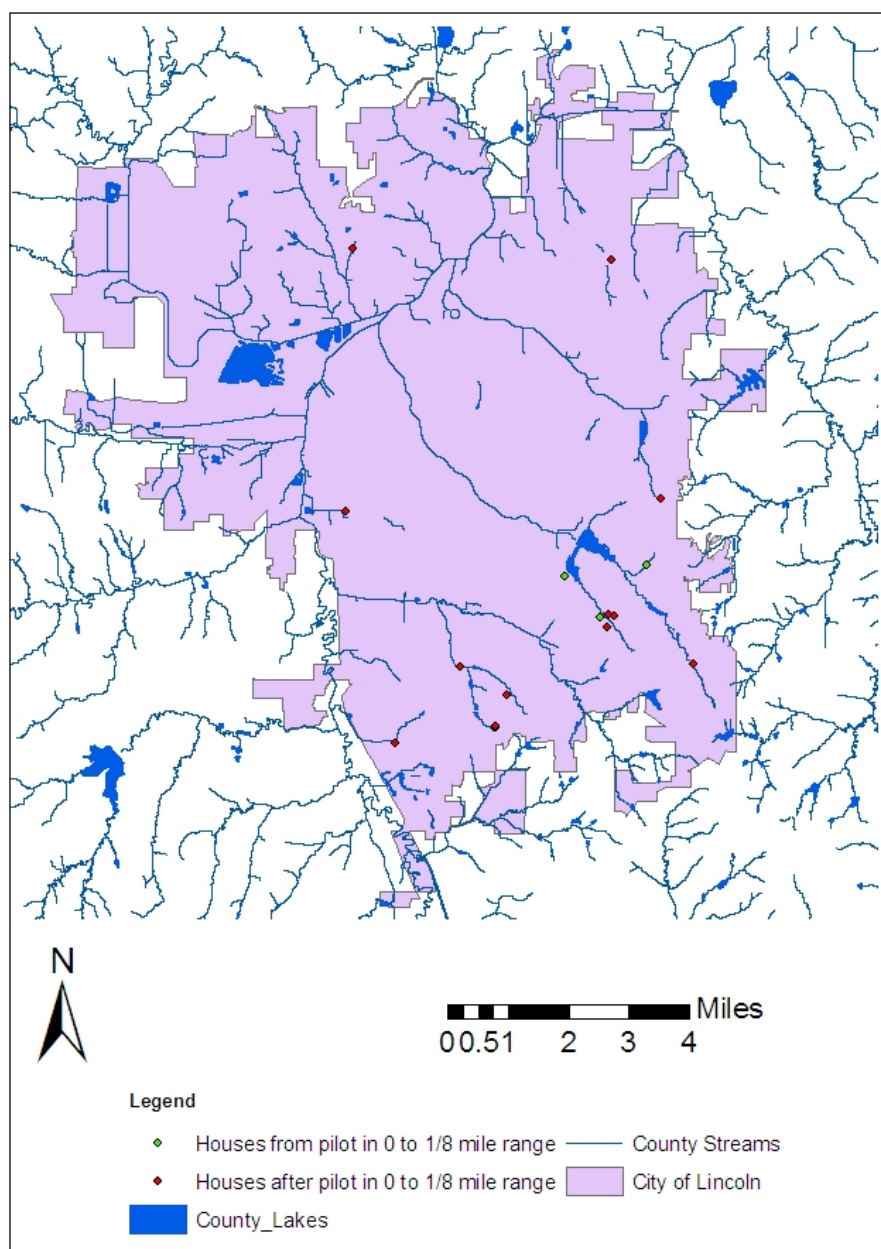 N
Miles
0 0.5 1 2 3 4
Legend
Houses from pilot in 0 to 1/8 mile range
County Streams
Houses after pilot in 0 to 1/8 mile range
City of Lincoln
County_Lakes